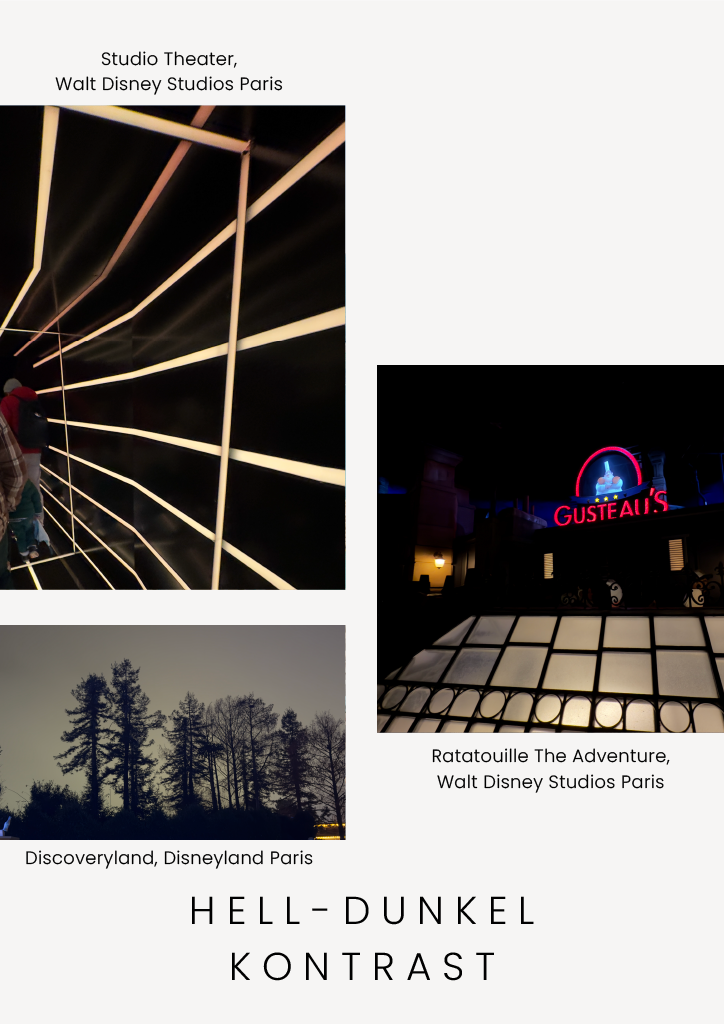 Studio Theater,
Walt Disney Studios Paris
GUSTEAU'S
Ratatouille The Adventure,
Walt Disney Studios Paris
Discoveryland, Disneyland Paris
HELL-DUNKEL
KONTRAST